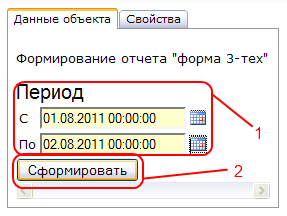 Данные объекта Свойства
Формирование отчета "форма 3-тех"
Период
С 01.08.2011 00:00:00
1
По 02.08.2011 00:00:00
Сформировать 2